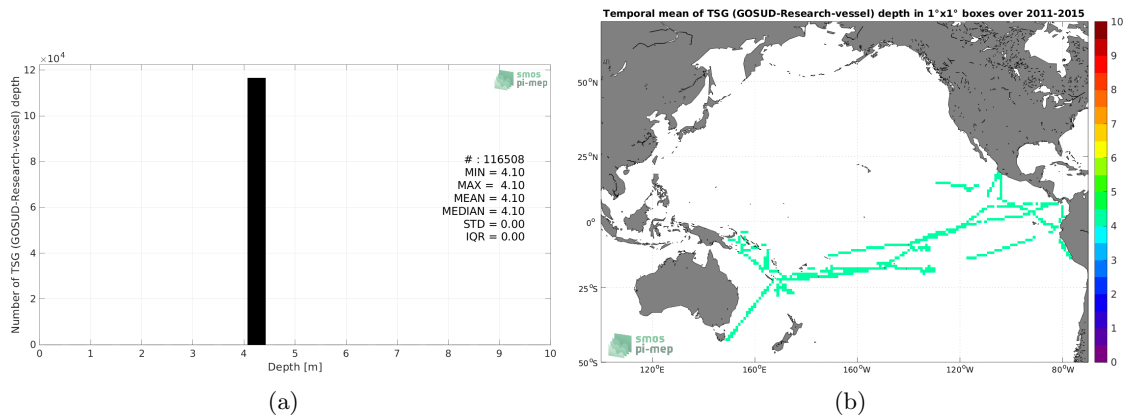 ×10⁴
12
10
8
6
4
2
0
Number of TSG (GOSUD-Research-vessel) depth
smos
pi-mep
# : 116508
MIN = 4.10
MAX = 4.10
MEAN = 4.10
MEDIAN = 4.10
STD = 0.00
IQR = 0.00
0 1 2 3 4 5 6 7 8 9 10
Depth [m]
(a)
Temporal mean of TSG (GOSUD-Research-vessel) depth in 1°x1° boxes over 2011-2015
50°N
25°N
0°
25°S
50°S
smos
pi-mep
120°E 160°E 160°W 120°W 80°W
10
9
8
7
6
5
4
3
2
1
0
(b)